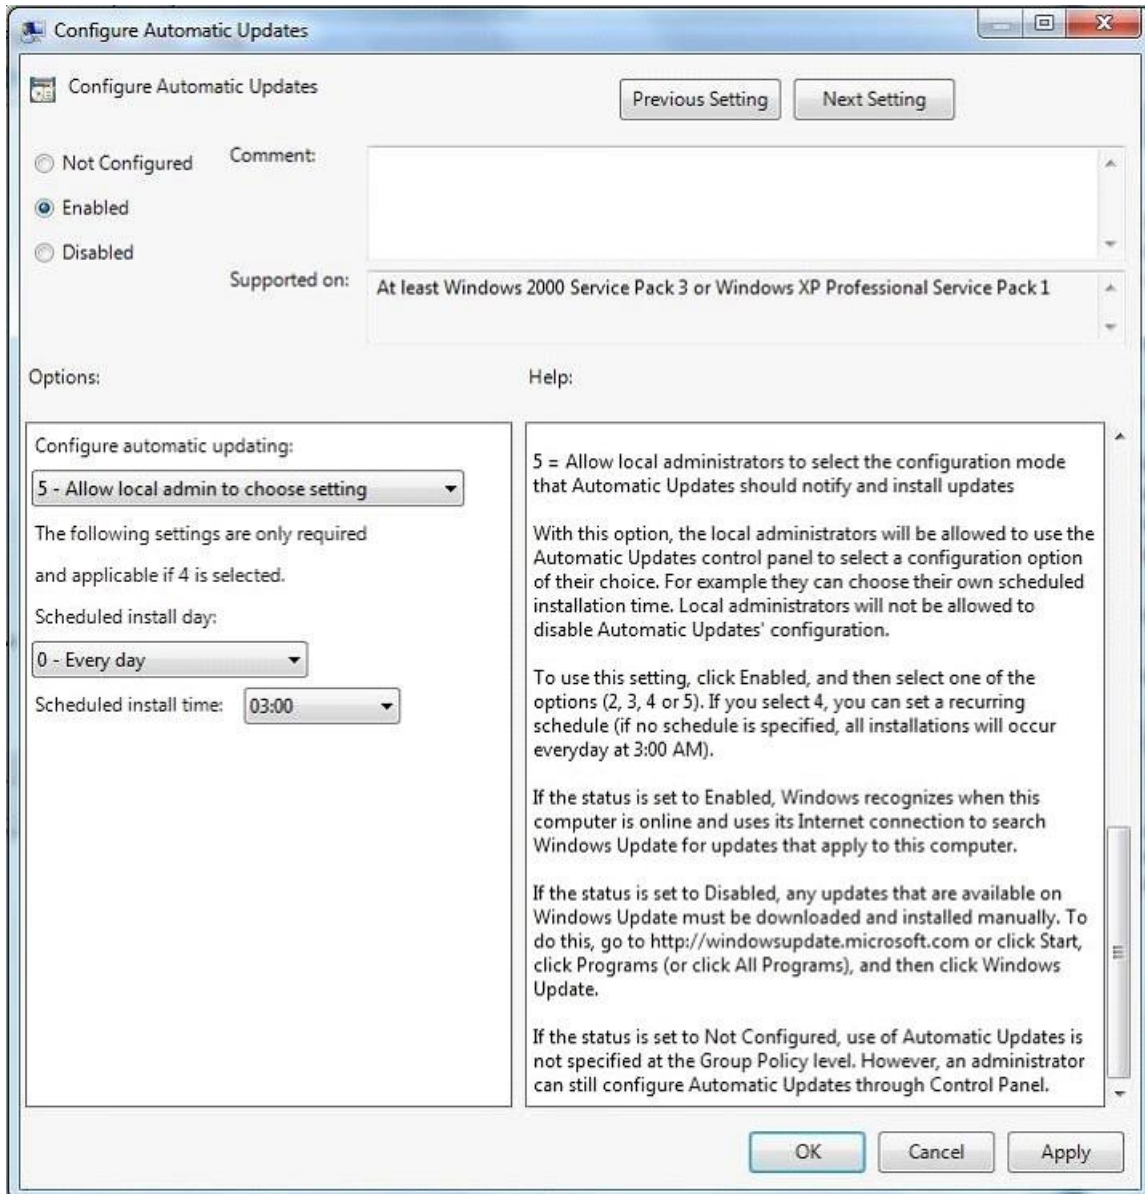 Configure Automatic Updates
Configure Automatic Updates
Previous Setting
Next Setting
Not Configured
Comment:
Enabled
Disabled
Supported on:
At least Windows 2000 Service Pack 3 or Windows XP Professional Service Pack 1
Options:
Help:
Configure automatic updating:
5 - Allow local admin to choose setting
The following settings are only required
and applicable if 4 is selected.
Scheduled install day:
0 - Every day
Scheduled install time:
03:00
5 = Allow local administrators to select the configuration mode
that Automatic Updates should notify and install updates
With this option, the local administrators will be allowed to use the
Automatic Updates control panel to select a configuration option
of their choice. For example they can choose their own scheduled
installation time. Local administrators will not be allowed to
disable Automatic Updates' configuration.
To use this setting, click Enabled, and then select one of the
options (2, 3, 4 or 5). If you select 4, you can set a recurring
schedule (if no schedule is specified, all installations will occur
everyday at 3:00 AM).
If the status is set to Enabled, Windows recognizes when this
computer is online and uses its Internet connection to search
Windows Update for updates that apply to this computer.
If the status is set to Disabled, any updates that are available on
Windows Update must be downloaded and installed manually. To
do this, go to http://windowsupdate.microsoft.com or click Start,
click Programs (or click All Programs), and then click Windows
Update.
If the status is set to Not Configured, use of Automatic Updates is
not specified at the Group Policy level. However, an administrator
can still configure Automatic Updates through Control Panel.
OK
Cancel
Apply